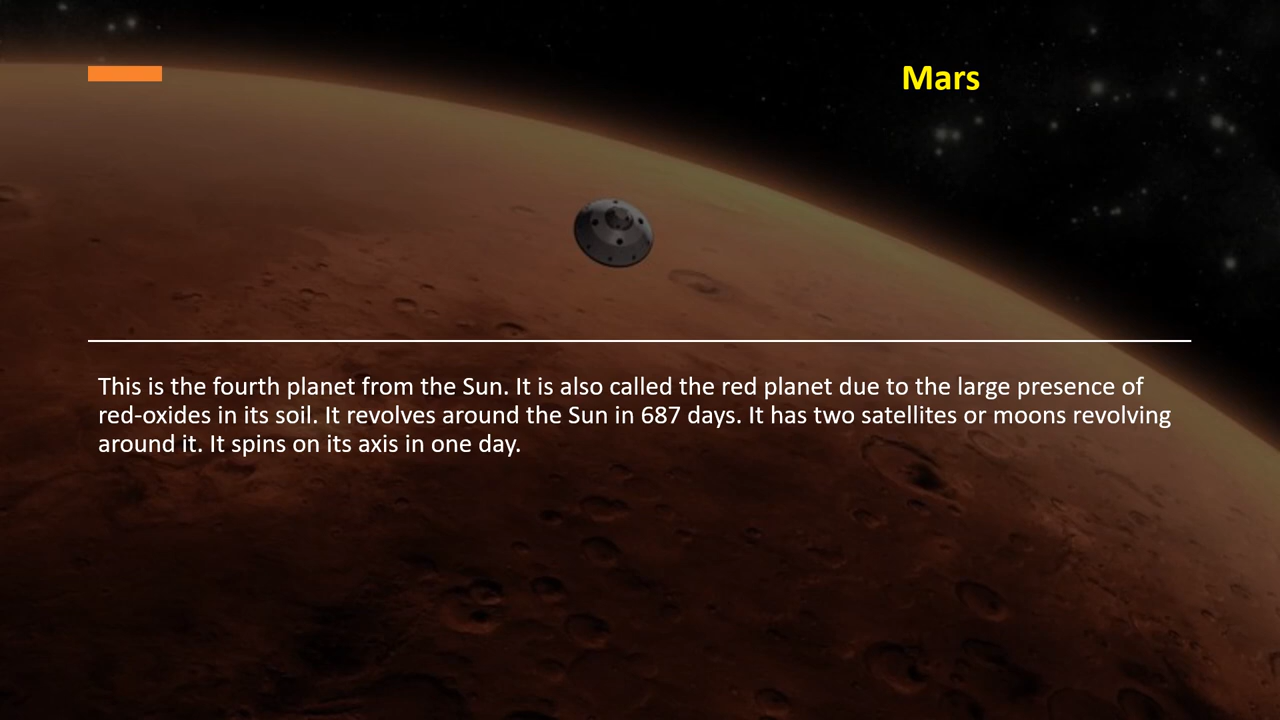 Mars
This is the fourth planet from the Sun. It is also called the red planet due to the large presence of
red-oxides in its soil. It revolves around the Sun in 687 days. It has two satellites or moons revolving
around it. It spins on its axis in one day.